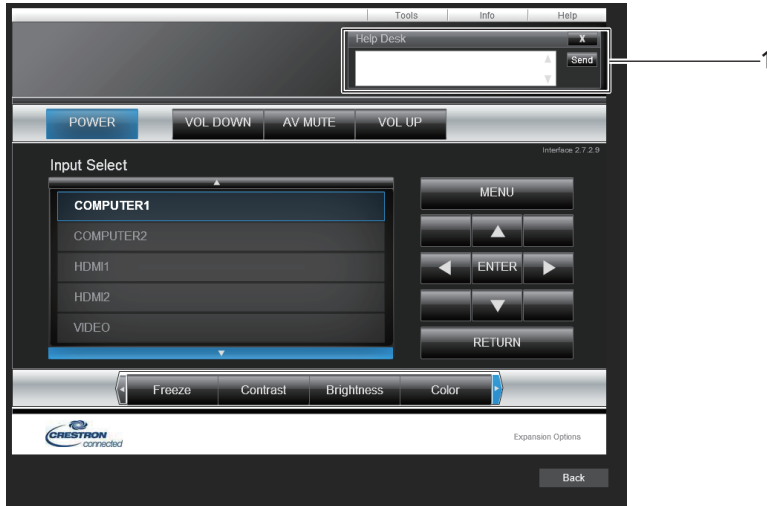 Tools Info Help
Help Desk X
Send
1
POWER VOL DOWN AV MUTE VOL UP
Interface 2.7.2.9
Input Select
MENU
COMPUTER1
COMPUTER2
HDMI1 ENTER
HDMI2
VIDEO
RETURN
Freeze Contrast Brightness Color
CRESTRON
connected
Expansion Options
Back